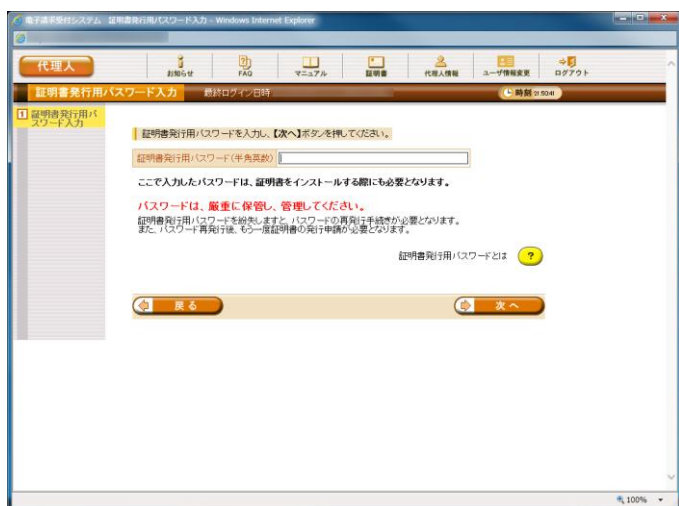 電子請求受付システム 証明書発行用パスワード入力 - Windows Internet Explorer
代理人
お知らせ FAQ マニュアル 証明書 代理人情報 ユーザ情報変更 ログアウト
証明書発行用パスワード入力 最終ログイン日時 時刻 21:50:41
1 証明書発行用パ
スワード入力
証明書発行用パスワードを入力し、【次へ】ボタンを押してください。
証明書発行用パスワード(半角英数)
ここで入力したパスワードは、証明書をインストールする際にも必要となります。
パスワードは、厳重に保管し、管理してください。
証明書発行用パスワードを紛失しますと、パスワードの再発行手続きが必要となります。
また、パスワード再発行後、もう一度証明書の発行申請が必要となります。
証明書発行用パスワードとは ?
戻る 次へ
100%